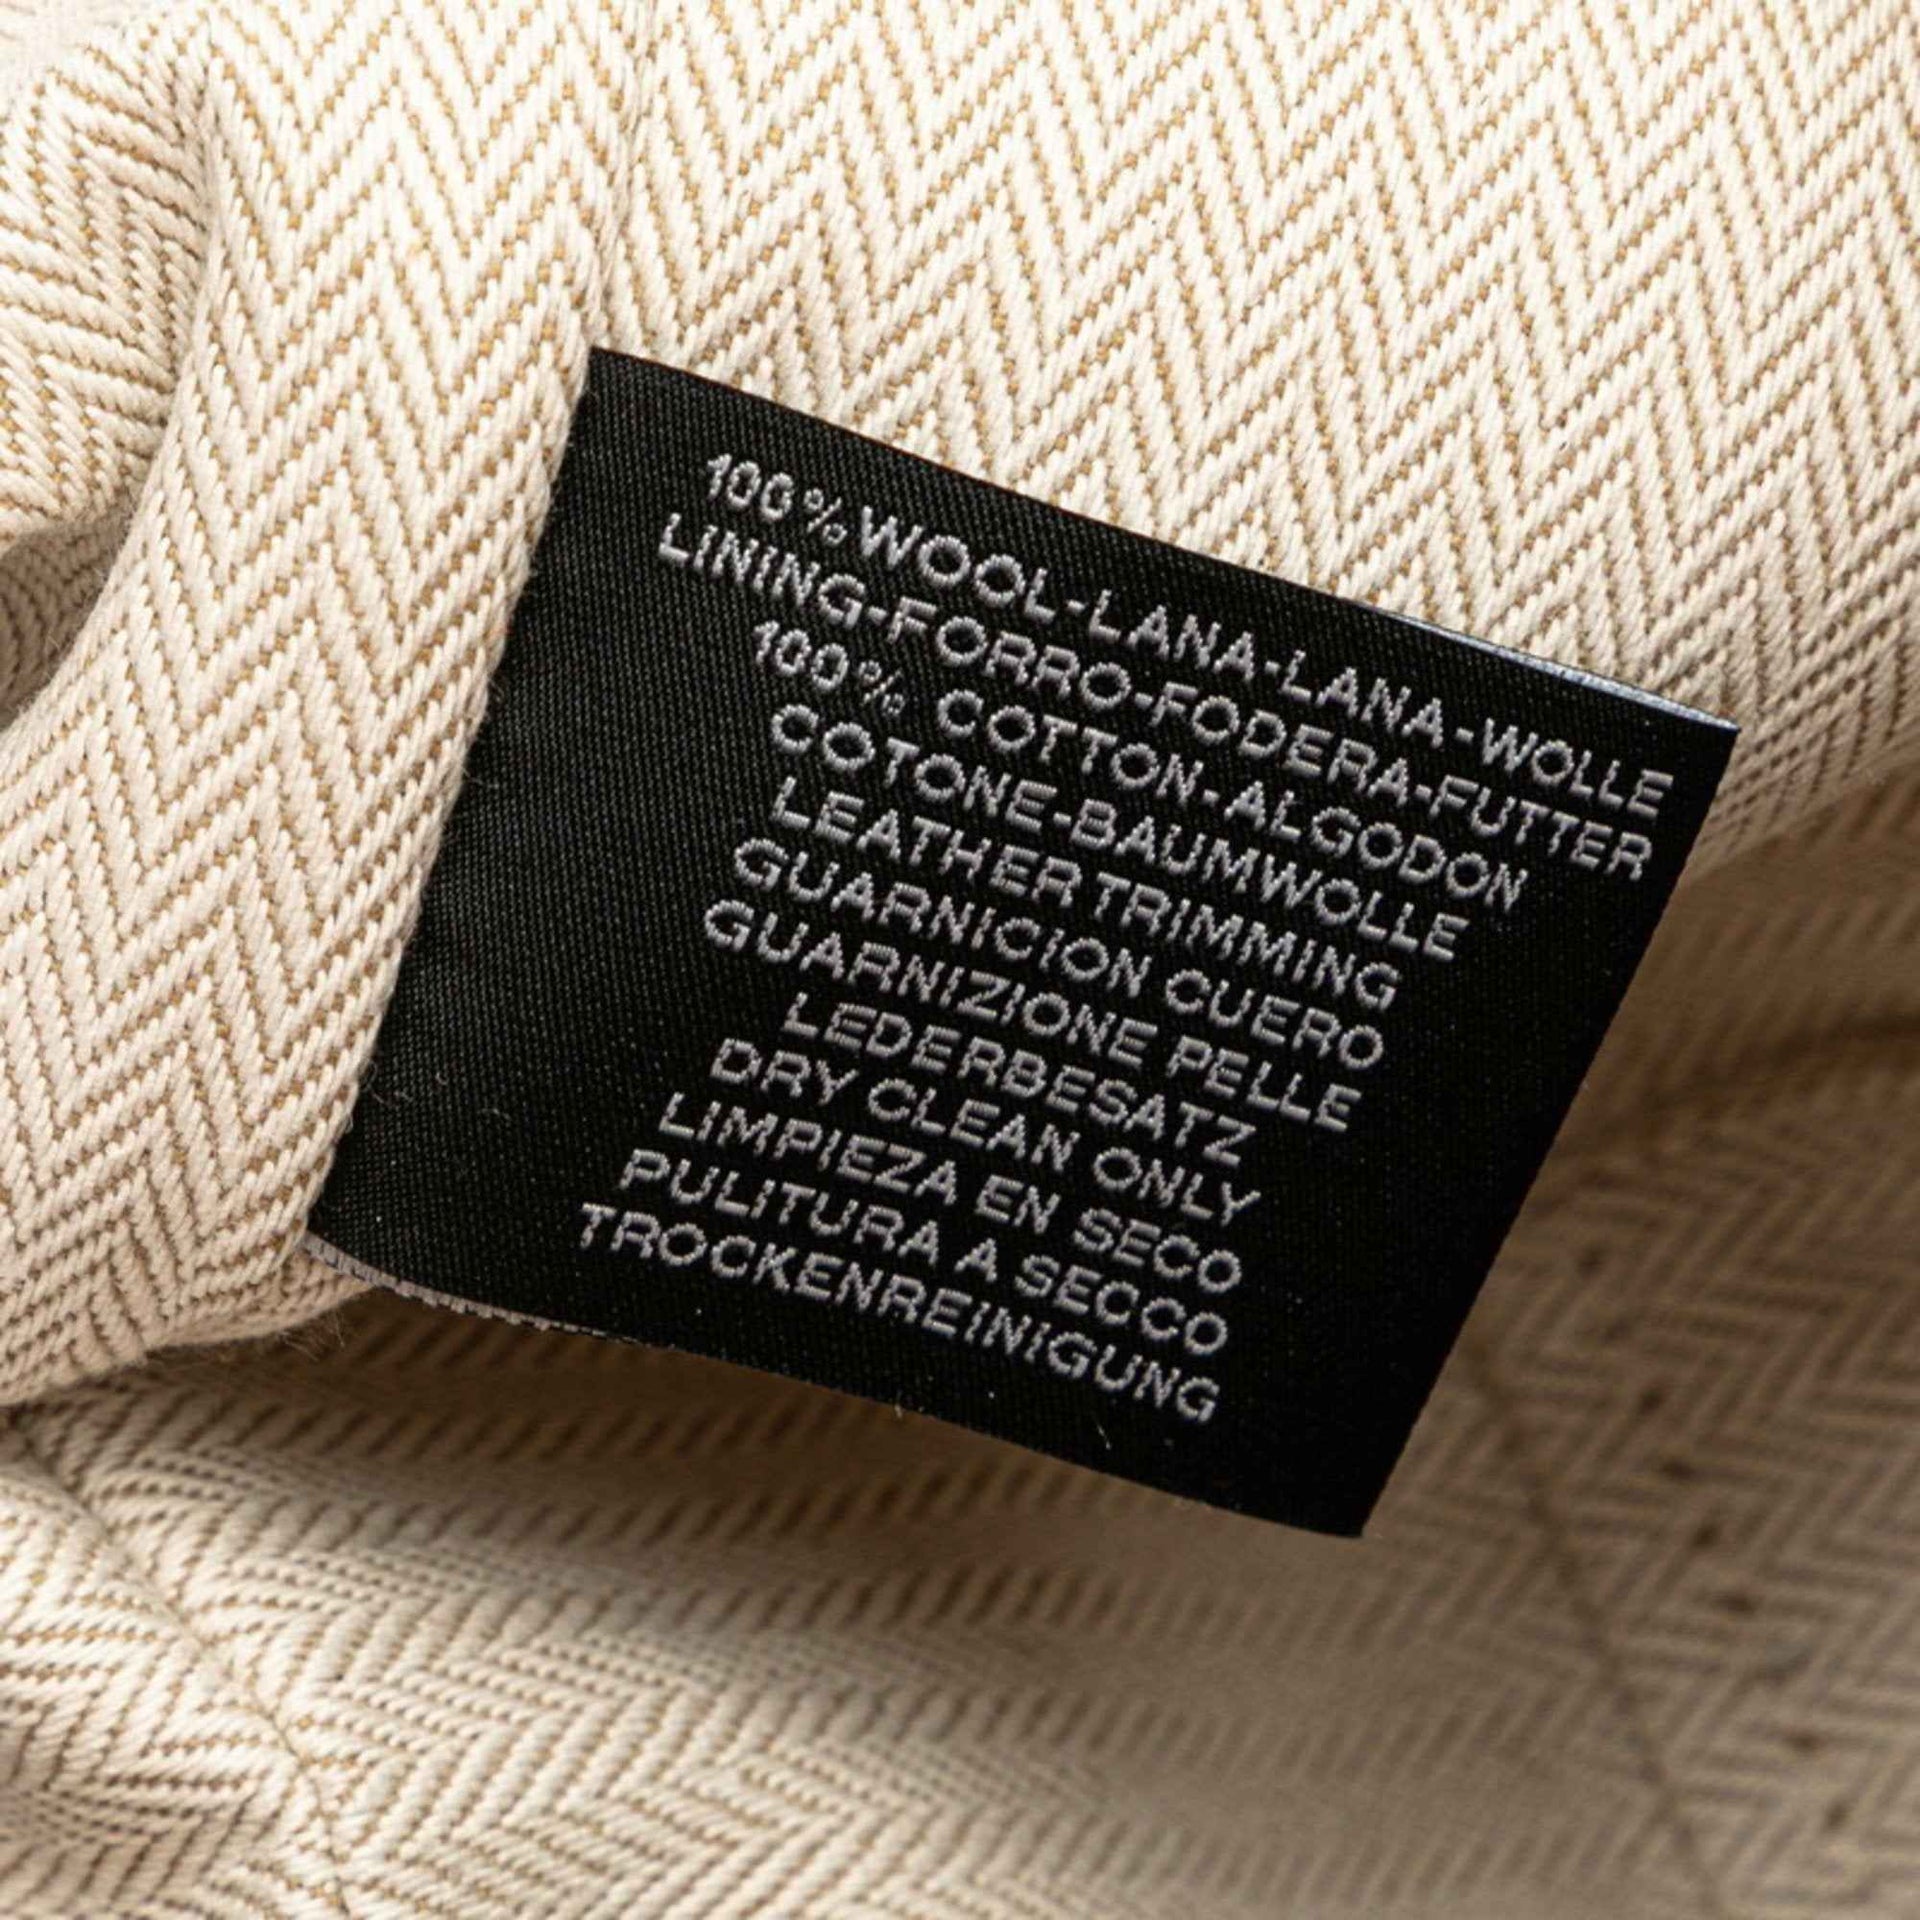 100% WOOL-LANA-LANA-WOLLE
LINING-FORRO-FODERA-FUTTER
100% COTTON-ALGODON
COTONE-BAUMWOLLE
LEATHER TRIMMING
GUARNICION CUERO
GUARNIZIONE PELLE
LEDERBESATZ
DRY CLEAN ONLY
LIMPIEZA EN SECO
PULITURA A SECCO
TROCKENREINIGUNG